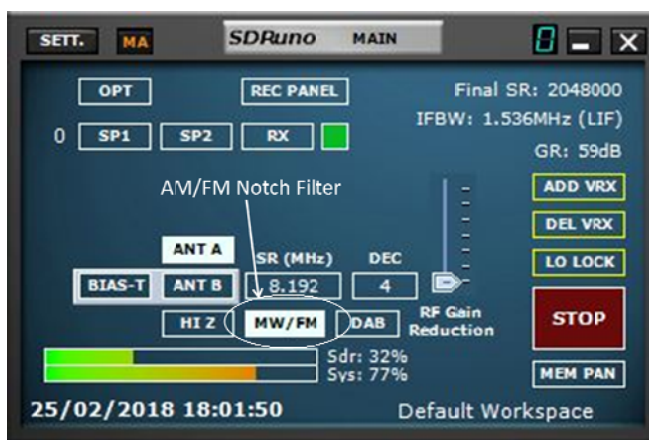 SETT. MA SDRuno MAIN 0
OPT REC PANEL Final SR: 2048000
IFBW: 1.536MHz (LIF)
0 SP1 SP2 RX
GR: 59dB
AM/FM Notch Filter ADD VRX
DEL VRX
ANT A SR (MHz) DEC LO LOCK
BIAS-T ANT B 8.192 4
HI Z MW/FM DAB RF Gain
Reduction STOP
Sdr: 32%
Sys: 77% MEM PAN
25/02/2018 18:01:50 Default Workspace